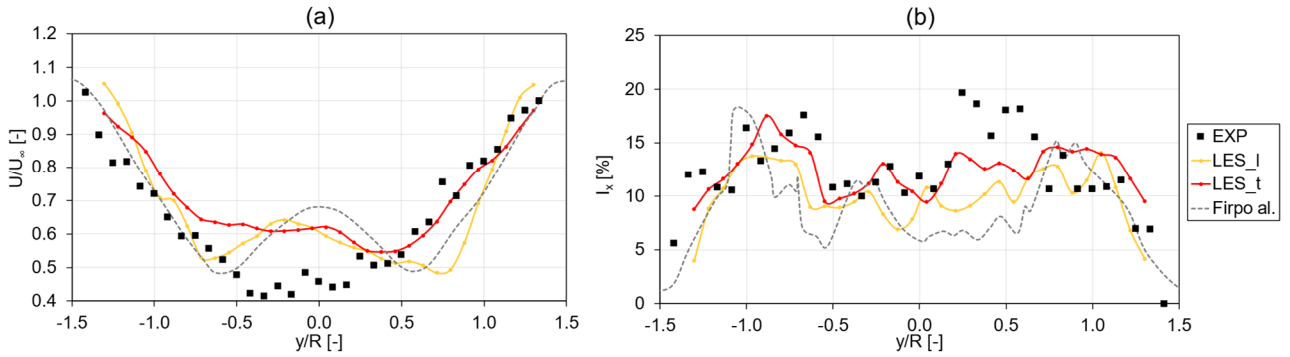 (a)
1.2
1.1
1.0
0.9
0.8
0.7
0.6
0.5
0.4
U/U∞ [-]
-1.5
-1.0
-0.5
0.0
0.5
1.0
1.5
y/R [-]
(b)
25
20
15
10
5
0
Ix [%]
-1.5
-1.0
-0.5
0.0
0.5
1.0
1.5
y/R [-]
EXP
LES_l
LES_t
Firpo al.